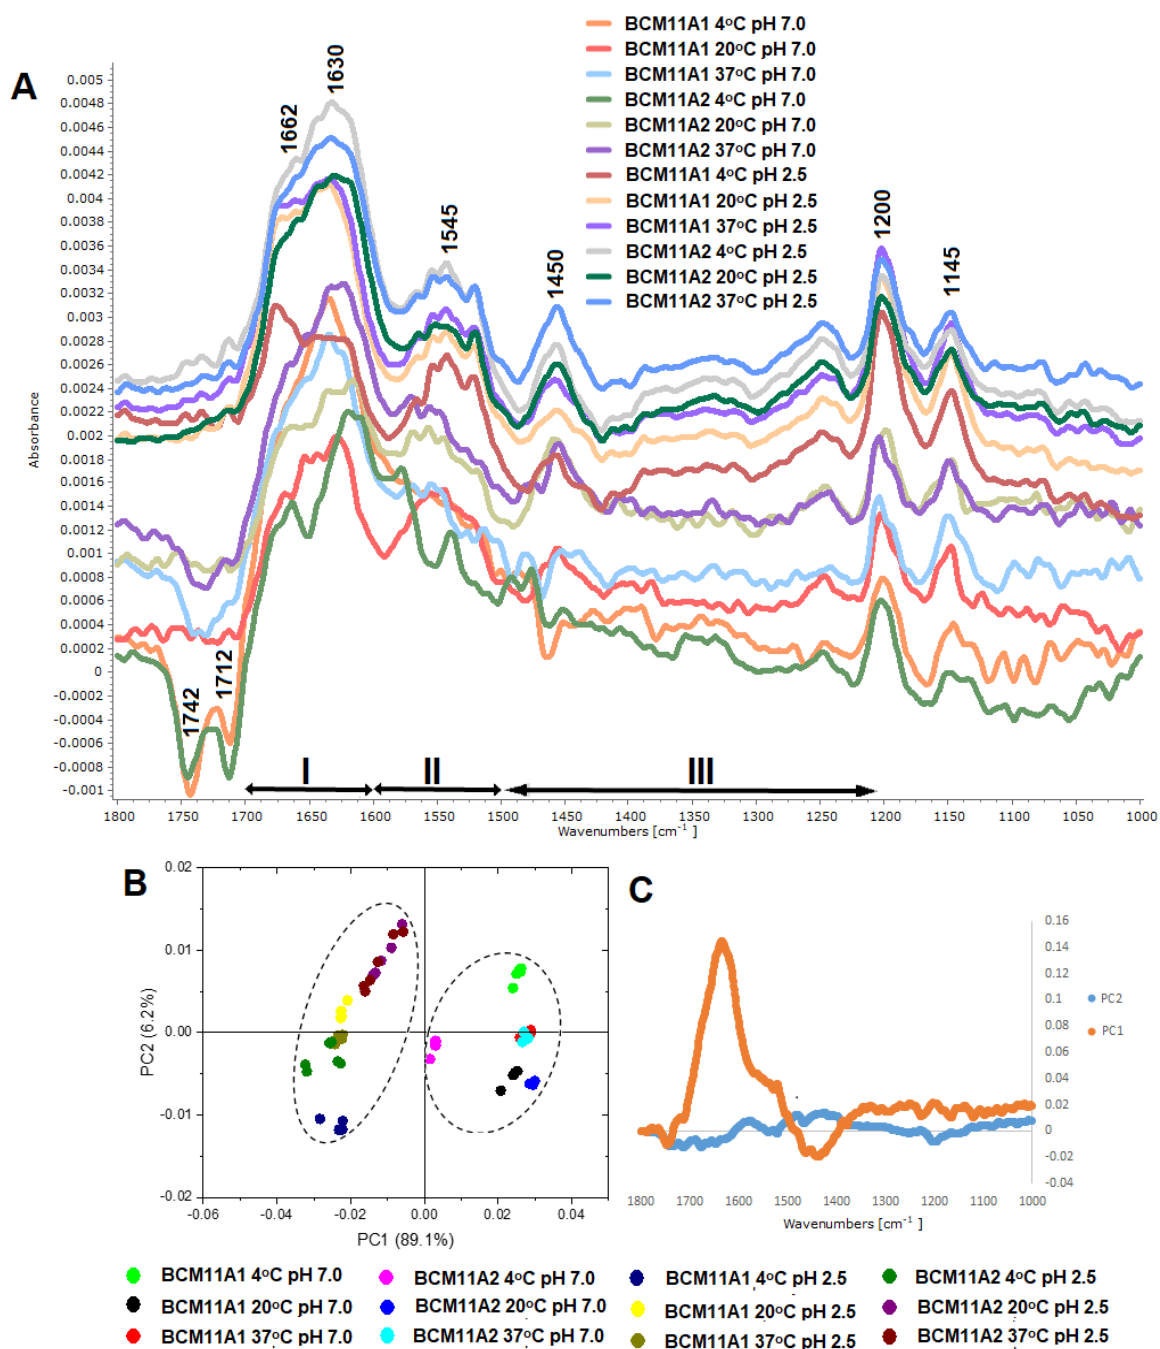 A
BCM11A1 4ºC pH 7.0
BCM11A1 20ºC pH 7.0
BCM11A1 37ºC pH 7.0
BCM11A2 4ºC pH 7.0
BCM11A2 20ºC pH 7.0
BCM11A2 37ºC pH 7.0
BCM11A1 4ºC pH 2.5
BCM11A1 20ºC pH 2.5
BCM11A1 37ºC pH 2.5
BCM11A2 4ºC pH 2.5
BCM11A2 20ºC pH 2.5
BCM11A2 37ºC pH 2.5
1662
1630
1545
1450
1200
1145
1742
1712
Absorbance
0.005
0.0048
0.0046
0.0044
0.0042
0.004
0.0038
0.0036
0.0034
0.0032
0.003
0.0028
0.0026
0.0024
0.0022
0.002
0.0018
0.0016
0.0014
0.0012
0.001
0.0008
0.0006
0.0004
0.0002
0
-0.0002
-0.0004
-0.0006
-0.0008
-0.001
I II III
1800 1700 1600 1500 1400 1300 1200 1100 1000
Wavenumbers [cm⁻¹]
B
PC2 (6.2%)
0.02
0.01
0.00
-0.01
-0.02
-0.06 -0.04 -0.02 0.00 0.02 0.04
PC1 (89.1%)
C
0.16
0.14
0.12
0.1
0.08
0.06
0.04
0.02
0
-0.02
-0.04
PC2
PC1
1800 1700 1600 1500 1400 1300 1200 1100 1000
Wavenumbers [cm⁻¹]
BCM11A1 4ºC pH 7.0 BCM11A2 4ºC pH 7.0 BCM11A1 4ºC pH 2.5 BCM11A2 4ºC pH 2.5
BCM11A1 20ºC pH 7.0 BCM11A2 20ºC pH 7.0 BCM11A1 20ºC pH 2.5 BCM11A2 20ºC pH 2.5
BCM11A1 37ºC pH 7.0 BCM11A2 37ºC pH 7.0 BCM11A1 37ºC pH 2.5 BCM11A2 37ºC pH 2.5